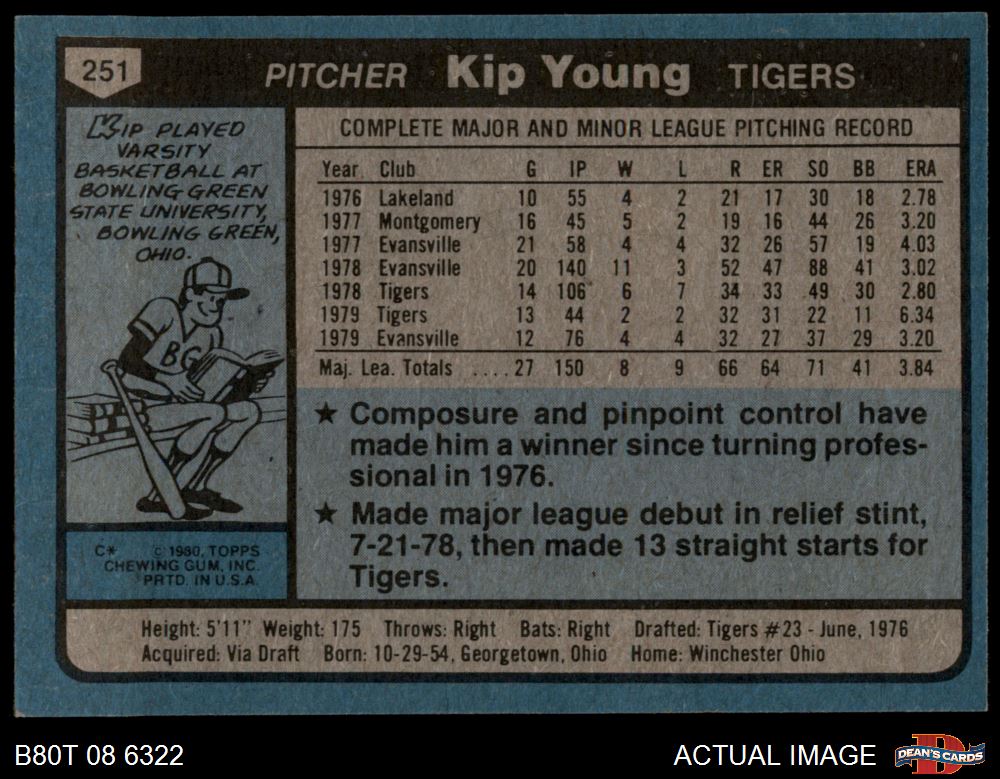 251 PITCHER Kip Young TIGERS
KIP PLAYED
VARSITY
BASKETBALL AT
BOWLING GREEN
STATE UNIVERSITY,
BOWLING GREEN,
OHIO.
BG
C* © 1980, TOPPS
CHEWING GUM, INC.
PRTD. IN U.S.A.
COMPLETE MAJOR AND MINOR LEAGUE PITCHING RECORD
Year Club G IP W L R ER SO BB ERA
1976 Lakeland 10 55 4 2 21 17 30 18 2.78
1977 Montgomery 16 45 5 2 19 16 44 26 3.20
1977 Evansville 21 58 4 4 32 26 57 19 4.03
1978 Evansville 20 140 11 3 52 47 88 41 3.02
1978 Tigers 14 106 6 7 34 33 49 30 2.80
1979 Tigers 13 44 2 2 32 31 22 11 6.34
1979 Evansville 12 76 4 4 32 27 37 29 3.20
Maj. Lea. Totals ....27 150 8 9 66 64 71 41 3.84
★ Composure and pinpoint control have
made him a winner since turning profes-
sional in 1976.
★ Made major league debut in relief stint,
7-21-78, then made 13 straight starts for
Tigers.
Height: 5'11" Weight: 175 Throws: Right Bats: Right Drafted: Tigers #23 - June, 1976
Acquired: Via Draft Born: 10-29-54, Georgetown, Ohio Home: Winchester Ohio
B80T 08 6322 ACTUAL IMAGE DEAN'S CARDS